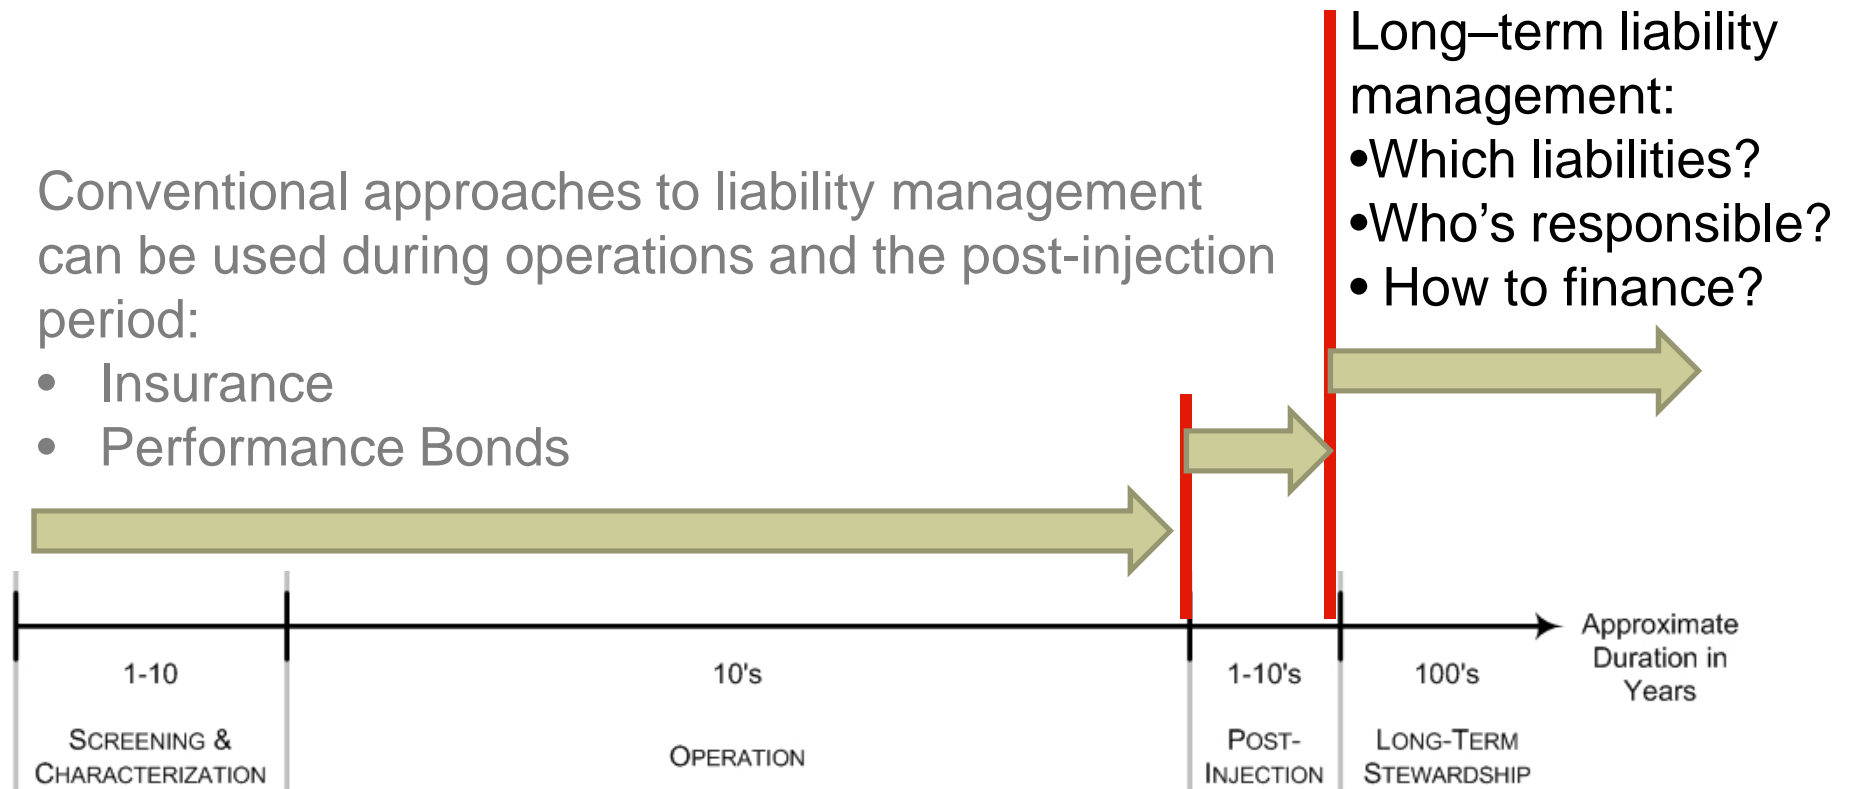 Long–term liability
management:
•Which liabilities?
•Who's responsible?
• How to finance?
Conventional approaches to liability management
can be used during operations and the post-injection
period:
• Insurance
• Performance Bonds
Approximate
Duration in
Years
1-10
10's
1-10's
100's
SCREENING &
CHARACTERIZATION
OPERATION
POST-
INJECTION
LONG-TERM
STEWARDSHIP